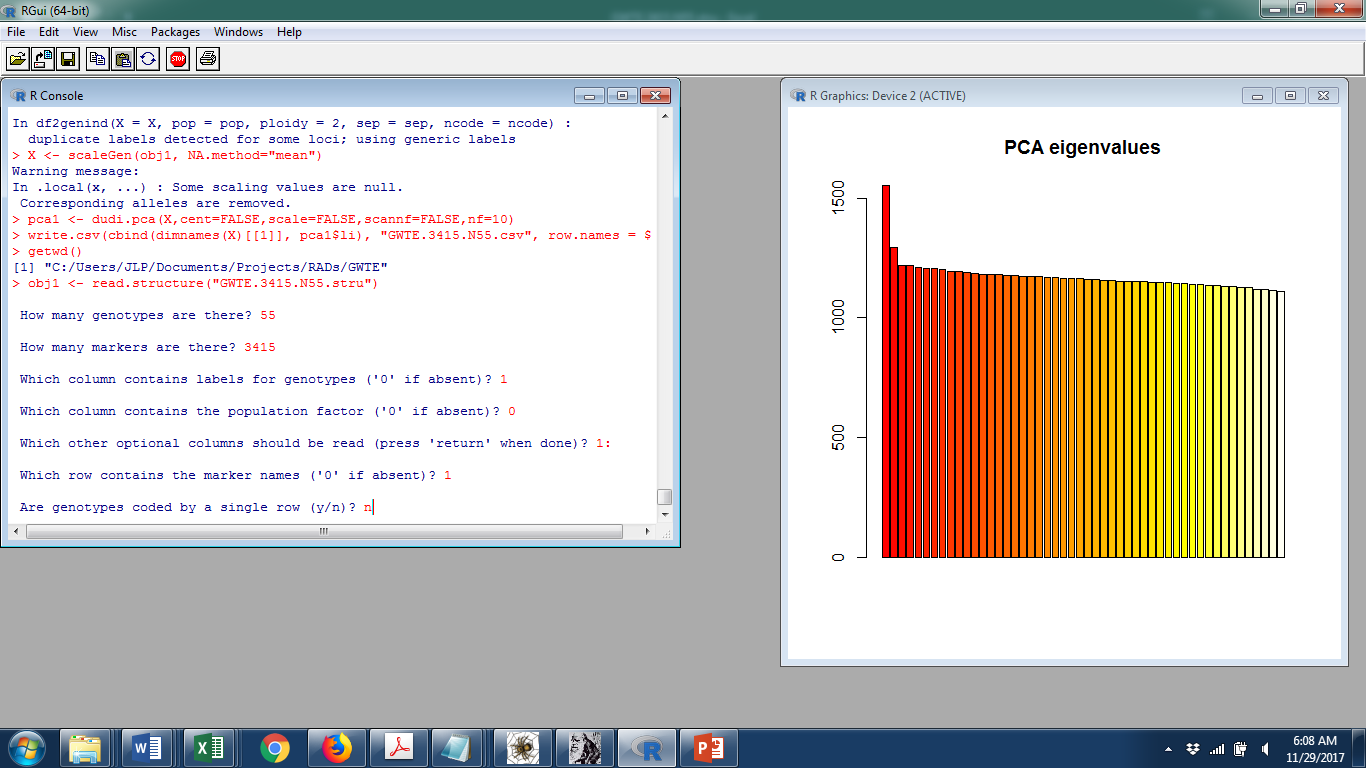 RGui (64-bit)
File Edit View Misc Packages Windows Help
STOP
R Console
In df2genind(X = X, pop = pop, ploidy = 2, sep = sep, ncode = ncode) :
duplicate labels detected for some loci; using generic labels
> X <- scaleGen(obj1, NA.method="mean")
Warning message:
In .local(x, ...) : Some scaling values are null.
Corresponding alleles are removed.
> pca1 <- dudi.pca(X,cent=FALSE,scale=FALSE,scannf=FALSE,nf=10)
> write.csv(cbind(dimnames(X)[[1]], pca1$li), "GWTE.3415.N55.csv", row.names = $
> getwd()
[1] "C:/Users/JLP/Documents/Projects/RADs/GWTE"
> obj1 <- read.structure("GWTE.3415.N55.stru")
How many genotypes are there? 55
How many markers are there? 3415
Which column contains labels for genotypes ('0' if absent)? 1
Which column contains the population factor ('0' if absent)? 0
Which other optional columns should be read (press 'return' when done)? 1:
Which row contains the marker names ('0' if absent)? 1
Are genotypes coded by a single row (y/n)? n
R Graphics: Device 2 (ACTIVE)
PCA eigenvalues
1500
1000
500
0
6:08 AM
11/29/2017